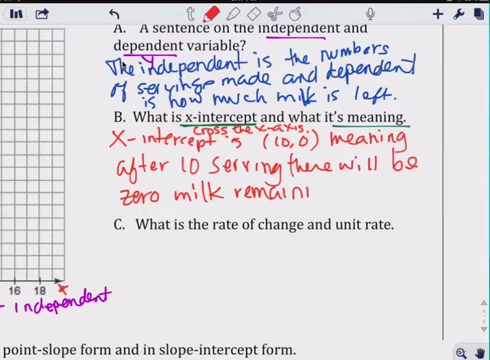 A. A sentence on the independent and
dependent variable?
The independent is the numbers
of servings made and dependent
is how much milk is left.
B. What is x-intercept and what it's meaning.
cross the x-axis.
X-intercept is (10,0) meaning
after 10 serving there will be
zero milk remaini
C. What is the rate of change and unit rate.
16 18 x
independent
point-slope form and in slope-intercept form.